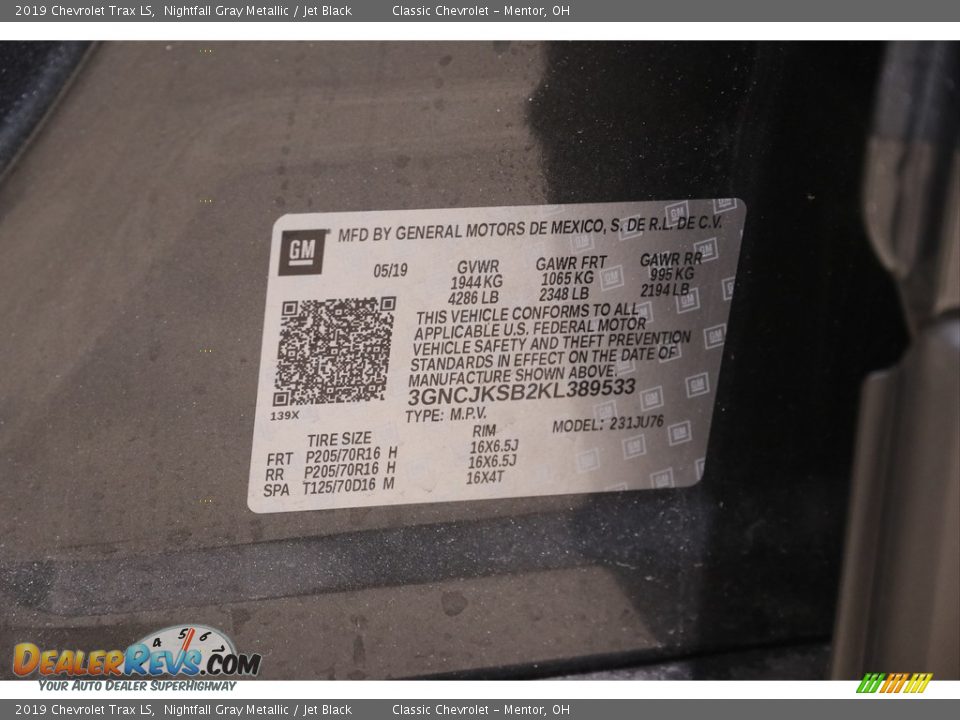 2019 Chevrolet Trax LS, Nightfall Gray Metallic / Jet Black Classic Chevrolet - Mentor, OH
GM MFD BY GENERAL MOTORS DE MEXICO, S. DE R.L. DE C.V.
05/19 GVWR GAWR FRT GAWR RR
1944 KG 1065 KG 995 KG
4286 LB 2348 LB 2194 LB
THIS VEHICLE CONFORMS TO ALL
APPLICABLE U.S. FEDERAL MOTOR
VEHICLE SAFETY AND THEFT PREVENTION
STANDARDS IN EFFECT ON THE DATE OF
MANUFACTURE SHOWN ABOVE.
3GNCJKSB2KL389533
139X TYPE: M.P.V. MODEL: 231JU76
TIRE SIZE RIM
FRT P205/70R16 H 16X6.5J
RR P205/70R16 H 16X6.5J
SPA T125/70D16 M 16X4T
4 5 6 7
DEALERREVS.COM
YOUR AUTO DEALER SUPERHIGHWAY
2019 Chevrolet Trax LS, Nightfall Gray Metallic / Jet Black Classic Chevrolet - Mentor, OH